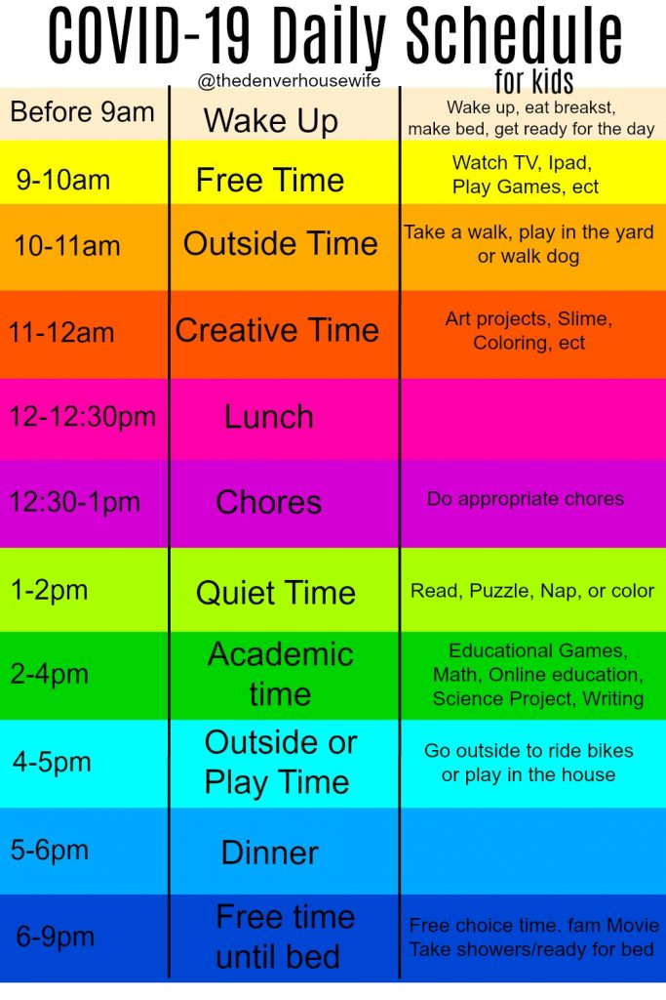 COVID-19 Daily Schedule
@thedenverhousewife
for kids
Before 9am
Wake Up
Wake up, eat breakst,
make bed, get ready for the day
9-10am
Free Time
Watch TV, Ipad,
Play Games, ect
10-11am
Outside Time
Take a walk, play in the yard
or walk dog
11-12am
Creative Time
Art projects, Slime,
Coloring, ect
12-12:30pm
Lunch
12:30-1pm
Chores
Do appropriate chores
1-2pm
Quiet Time
Read, Puzzle, Nap, or color
2-4pm
Academic
time
Educational Games,
Math, Online education,
Science Project, Writing
4-5pm
Outside or
Play Time
Go outside to ride bikes
or play in the house
5-6pm
Dinner
6-9pm
Free time
until bed
Free choice time. fam Movie
Take showers/ready for bed